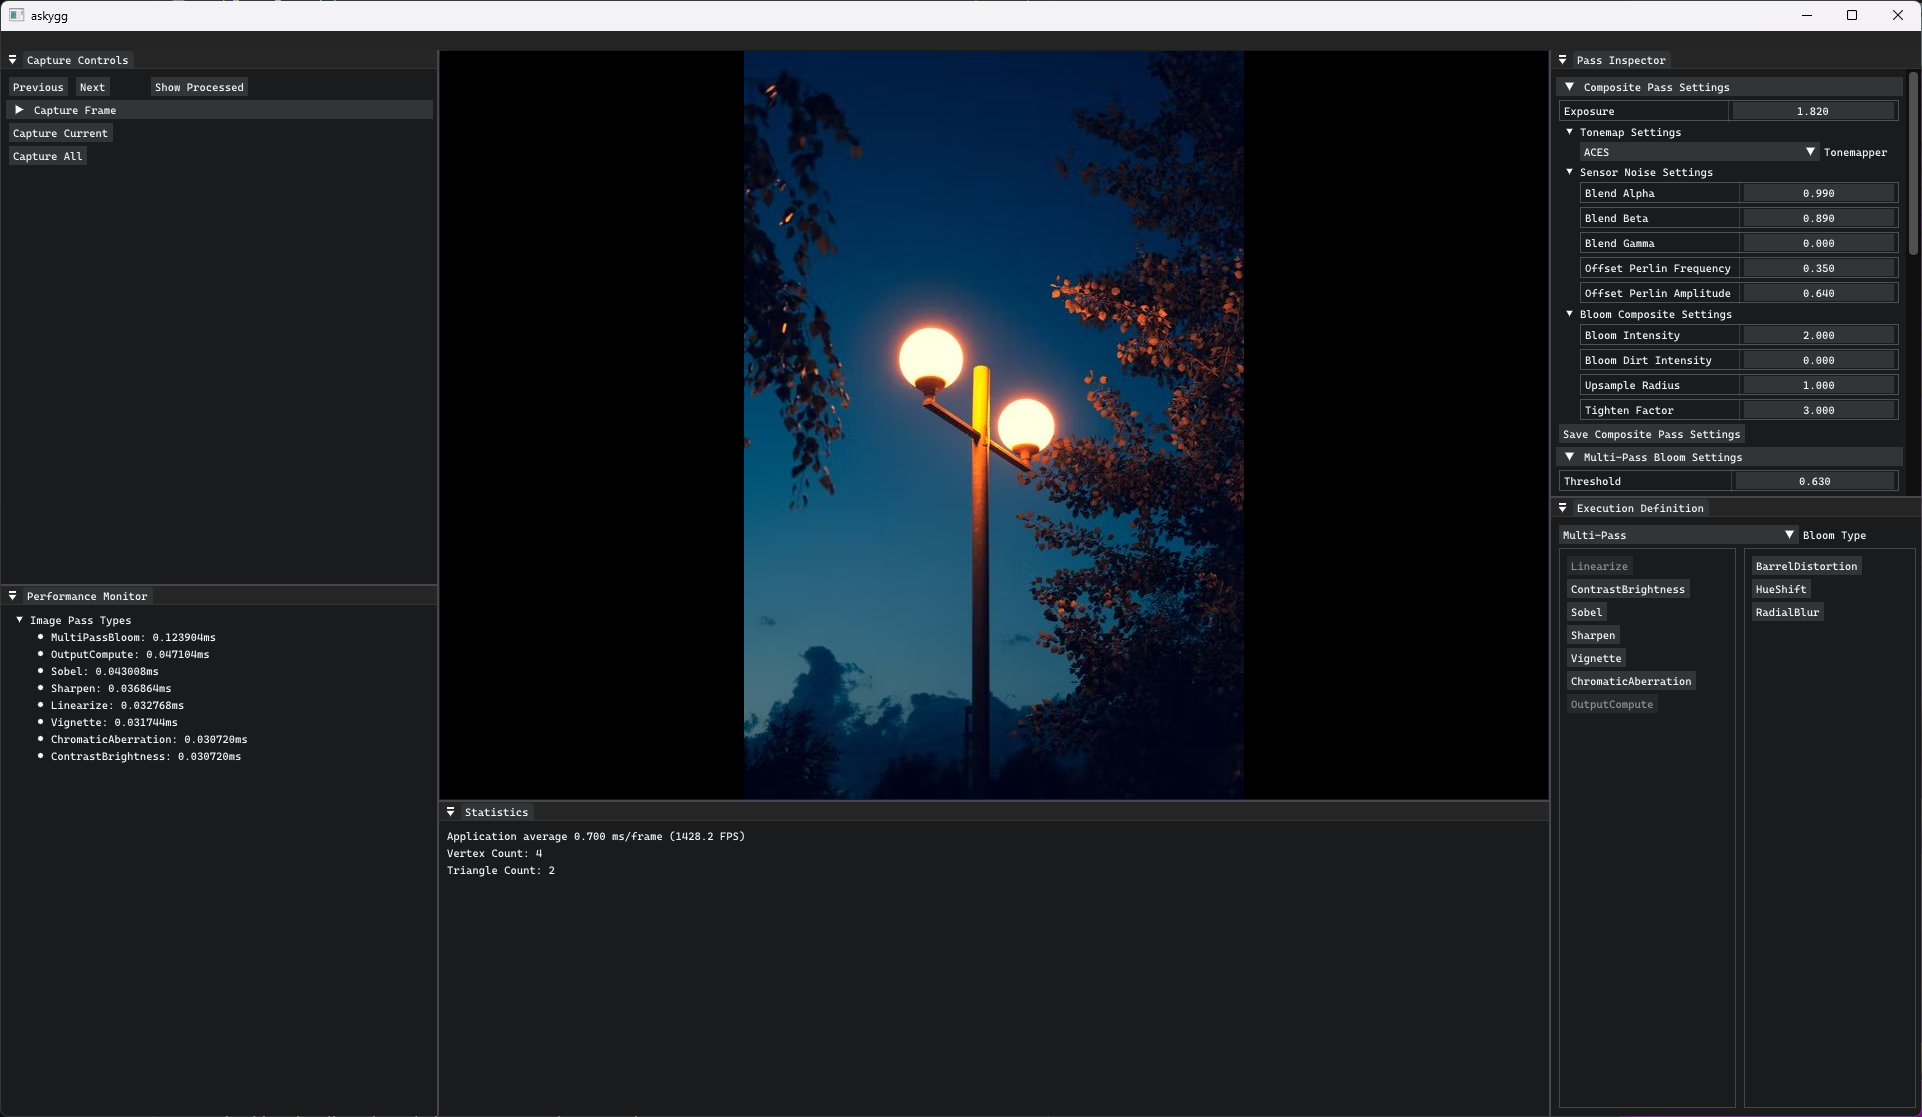 askygg
Capture Controls
Previous Next Show Processed
Capture Frame
Capture Current
Capture All
Performance Monitor
Image Pass Types
MultiPassBloom: 0.123904ms
OutputCompute: 0.047104ms
Sobel: 0.043008ms
Sharpen: 0.036864ms
Linearize: 0.032768ms
Vignette: 0.031744ms
ChromaticAberration: 0.030720ms
ContrastBrightness: 0.030720ms
Statistics
Application average 0.700 ms/frame (1428.2 FPS)
Vertex Count: 4
Triangle Count: 2
Pass Inspector
Composite Pass Settings
Exposure 1.820
Tonemap Settings
ACES Tonemapper
Sensor Noise Settings
Blend Alpha 0.990
Blend Beta 0.890
Blend Gamma 0.000
Offset Perlin Frequency 0.350
Offset Perlin Amplitude 0.640
Bloom Composite Settings
Bloom Intensity 2.000
Bloom Dirt Intensity 0.000
Upsample Radius 1.000
Tighten Factor 3.000
Save Composite Pass Settings
Multi-Pass Bloom Settings
Threshold 0.630
Execution Definition
Multi-Pass Bloom Type
Linearize
ContrastBrightness
Sobel
Sharpen
Vignette
ChromaticAberration
OutputCompute
BarrelDistortion
HueShift
RadialBlur